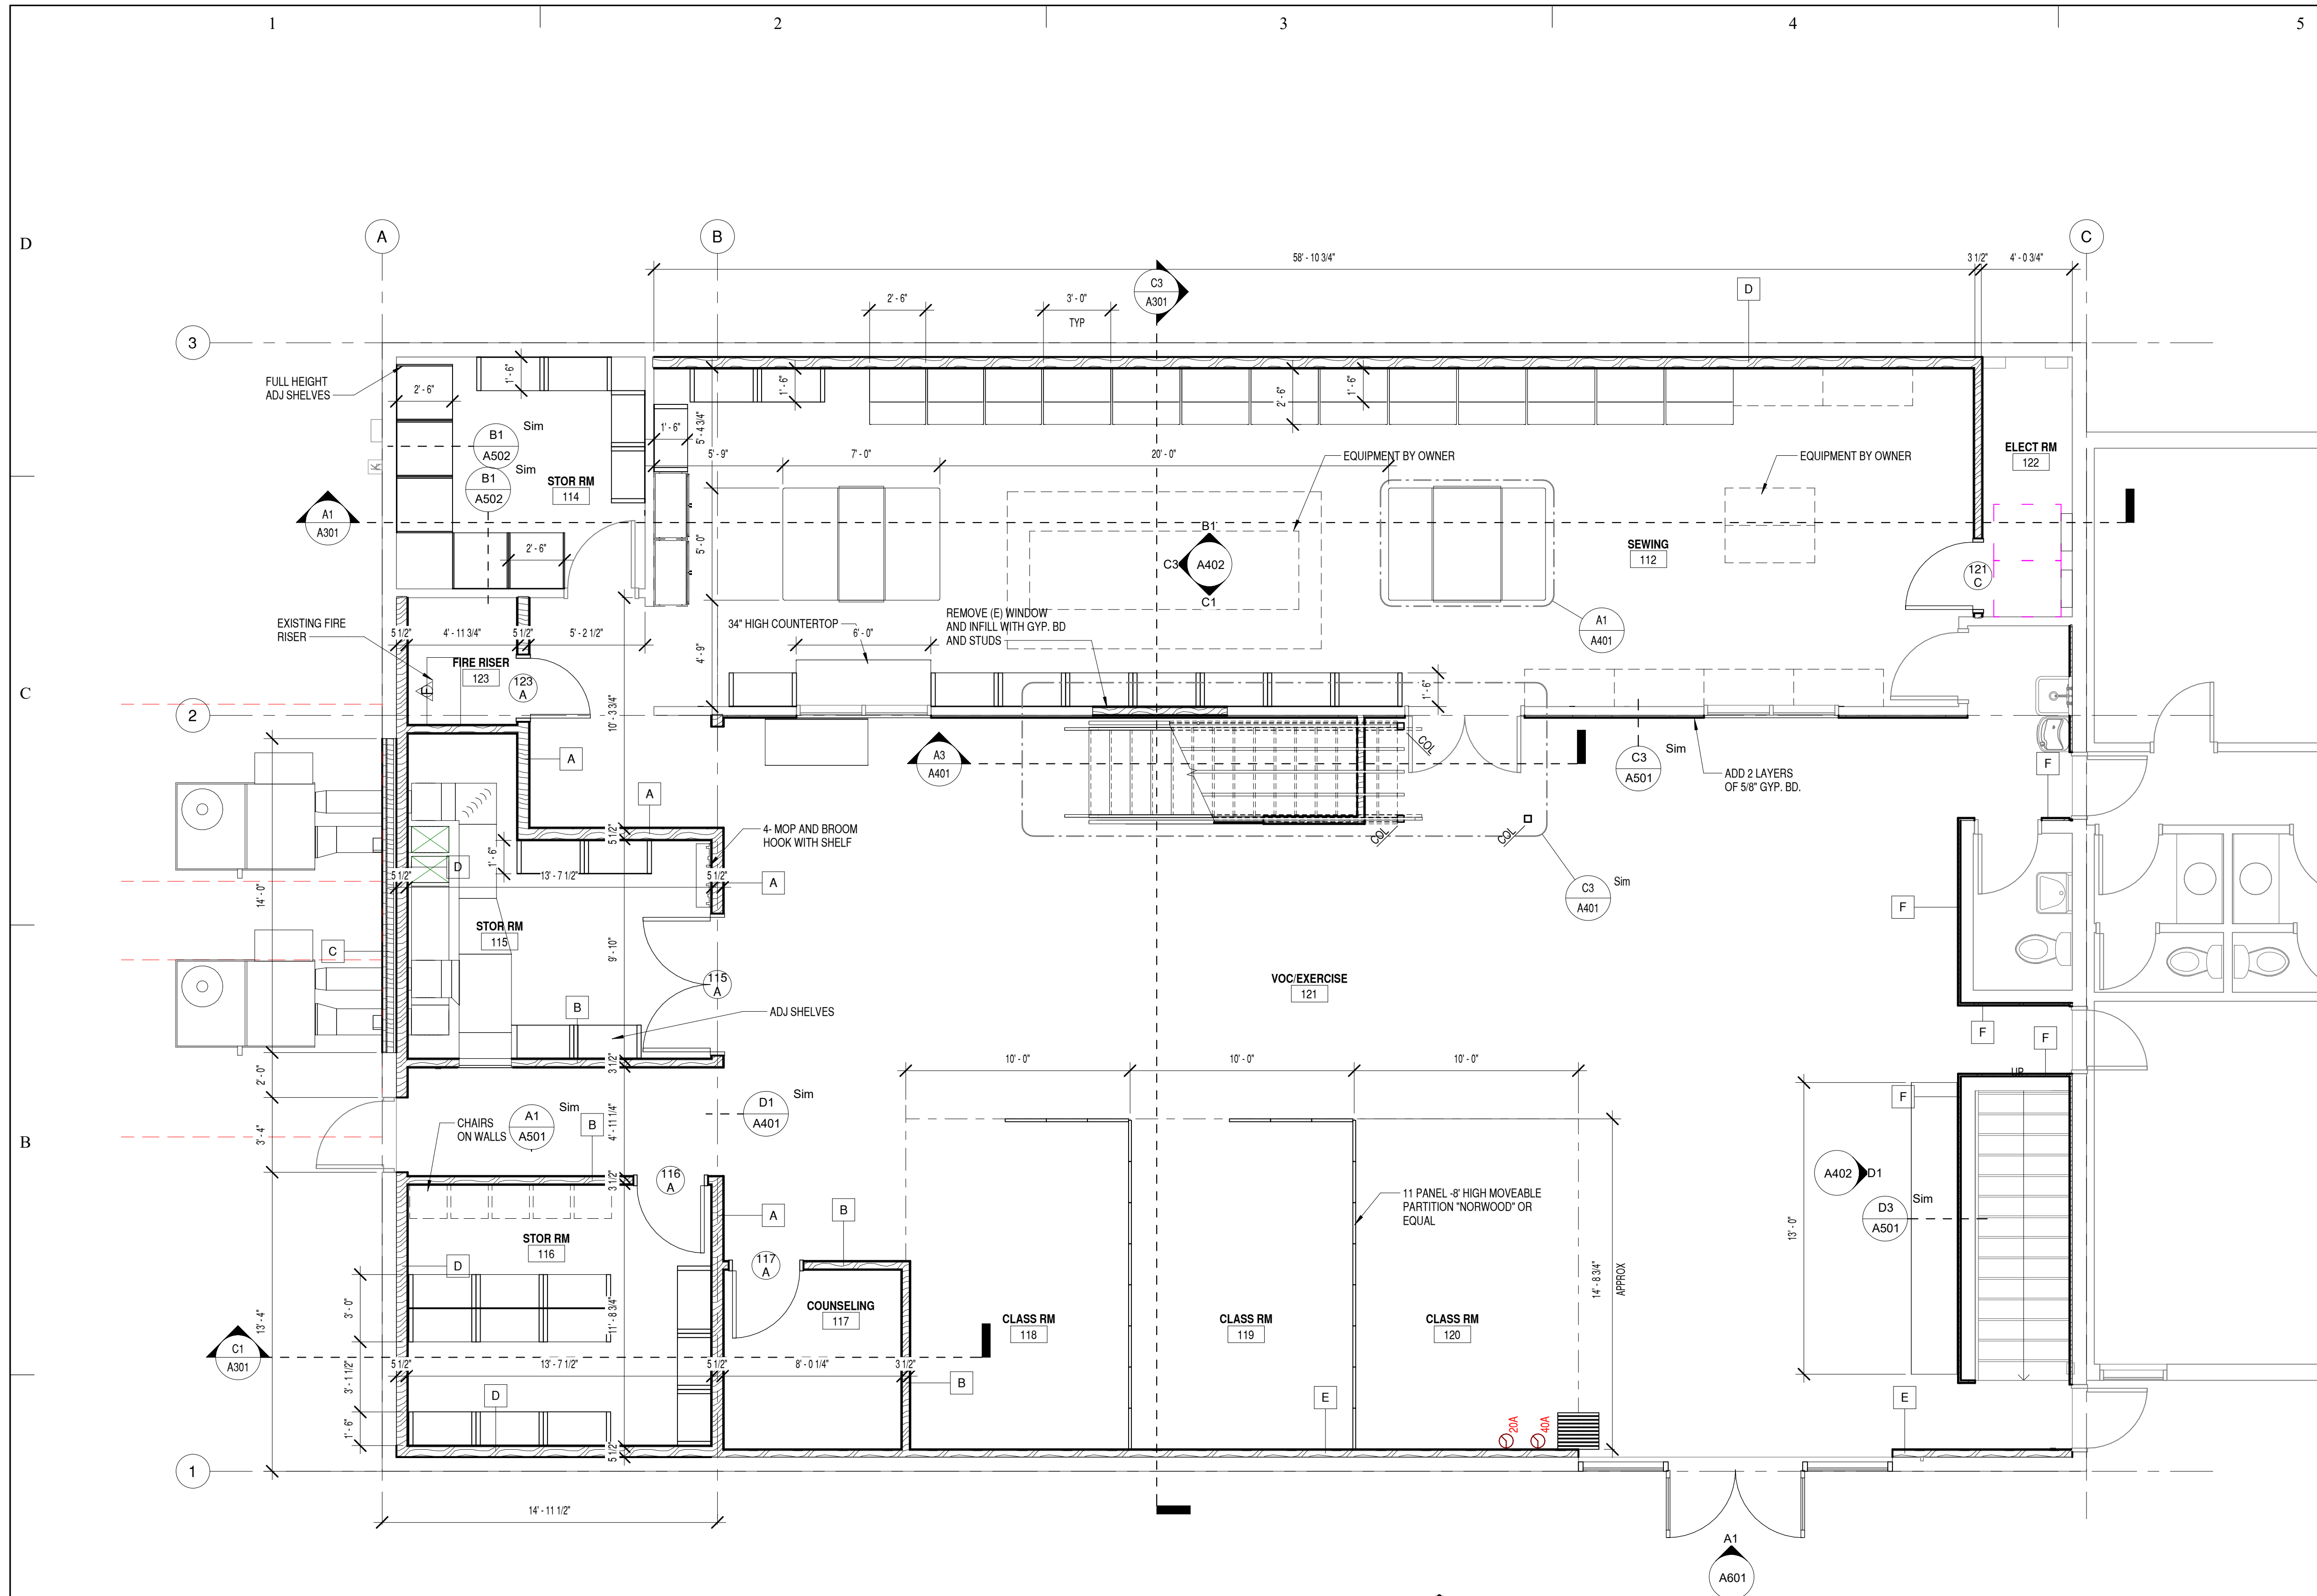 1
2
3
4
5
D
C
B
A
B
C
3
2
1
58' - 10 3/4"
3 1/2"
4' - 0 3/4"
C3
A301
2' - 6"
3' - 0"
TYP
D
FULL HEIGHT
ADJ SHELVES
2' - 6"
1' - 6"
1' - 6"
2' - 6"
1' - 6"
1' - 6"
5' - 4 3/4"
B1
A502
Sim
B1
A502
Sim
STOR RM
114
5' - 9"
7' - 0"
20' - 0"
EQUIPMENT BY OWNER
EQUIPMENT BY OWNER
ELECT RM
122
A1
A301
2' - 6"
5' - 0"
B1
C3
A402
C1
SEWING
112
121
C
EXISTING FIRE
RISER
5 1/2"
4' - 11 3/4"
5 1/2"
5' - 2 1/2"
34" HIGH COUNTERTOP
6' - 0"
REMOVE (E) WINDOW
AND INFILL WITH GYP. BD
AND STUDS
A1
A401
4' - 9"
FIRE RISER
123
123
A
10' - 3 3/4"
1' - 6"
A
A3
A401
COL
C3
A501
Sim
ADD 2 LAYERS
OF 5/8" GYP. BD.
F
A
5 1/2"
4- MOP AND BROOM
HOOK WITH SHELF
COL
COL
1' - 6"
D
5 1/2"
13' - 7 1/2"
5 1/2"
A
C3
A401
Sim
F
14' - 0"
STOR RM
115
C
9' - 10"
115
A
VOC/EXERCISE
121
B
ADJ SHELVES
F
F
3 1/2"
10' - 0"
10' - 0"
10' - 0"
UP
2' - 0"
F
CHAIRS
ON WALLS
A1
A501
Sim
B
4' - 11 1/4"
D1
A401
Sim
3' - 4"
3 1/2"
116
A
A402
D1
11 PANEL -8' HIGH MOVEABLE
PARTITION "NORWOOD" OR
EQUAL
A
B
D3
A501
Sim
13' - 0"
STOR RM
116
D
117
A
14' - 8 3/4"
APPROX
3' - 0"
11' - 8 3/4"
COUNSELING
117
CLASS RM
118
CLASS RM
119
CLASS RM
120
13' - 4"
C1
A301
5 1/2"
13' - 7 1/2"
5 1/2"
8' - 0 1/4"
3 1/2"
3' - 1 1/2"
D
B
E
E
1' - 6"
5 1/2"
20A
40A
14' - 11 1/2"
A1
A601